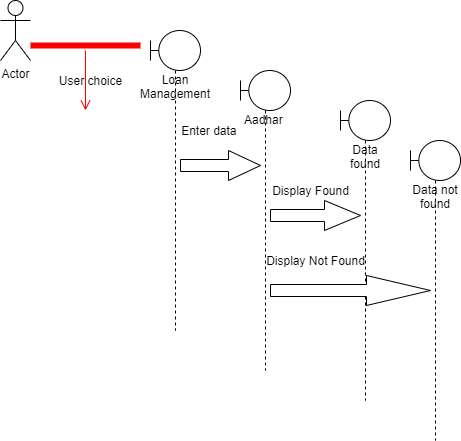 Actor
User choice
Loan
Management
Aadhar
Data
found
Data not
found
Enter data
Display Found
Display Not Found